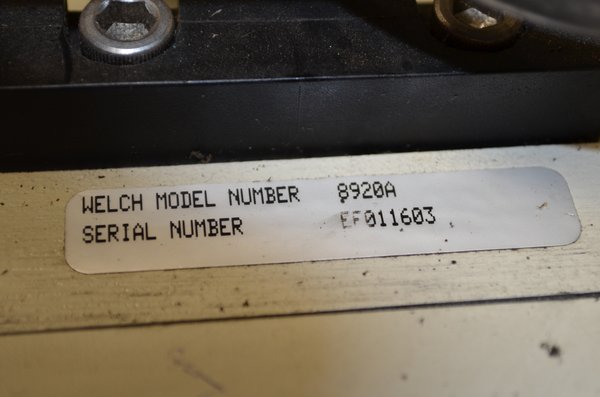 WELCH MODEL NUMBER 8920A
SERIAL NUMBER EF011603